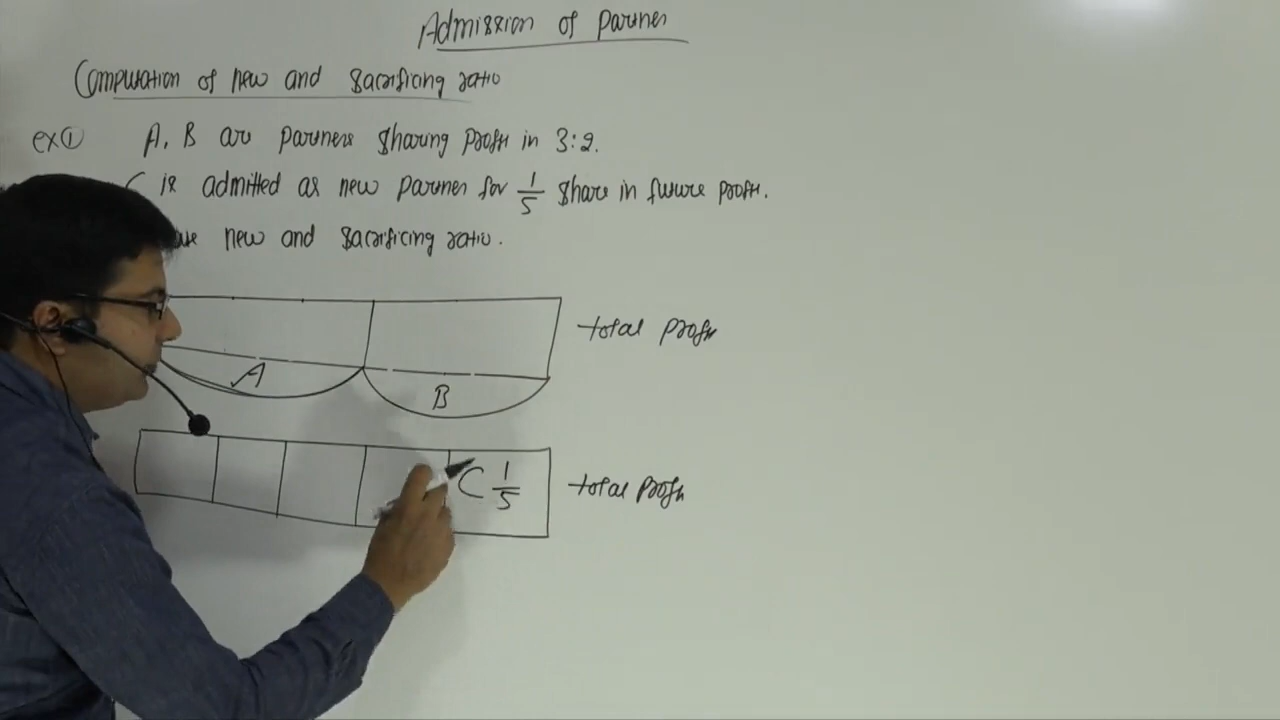 Admission of partner
Computation of new and sacrificing ratio
ex① A, B are partners sharing profit in 3:2.
C is admitted as new partner for 1/5 share in future profit.
new and sacrificing ratio.
total profit
A
B
C 1/5
total profit